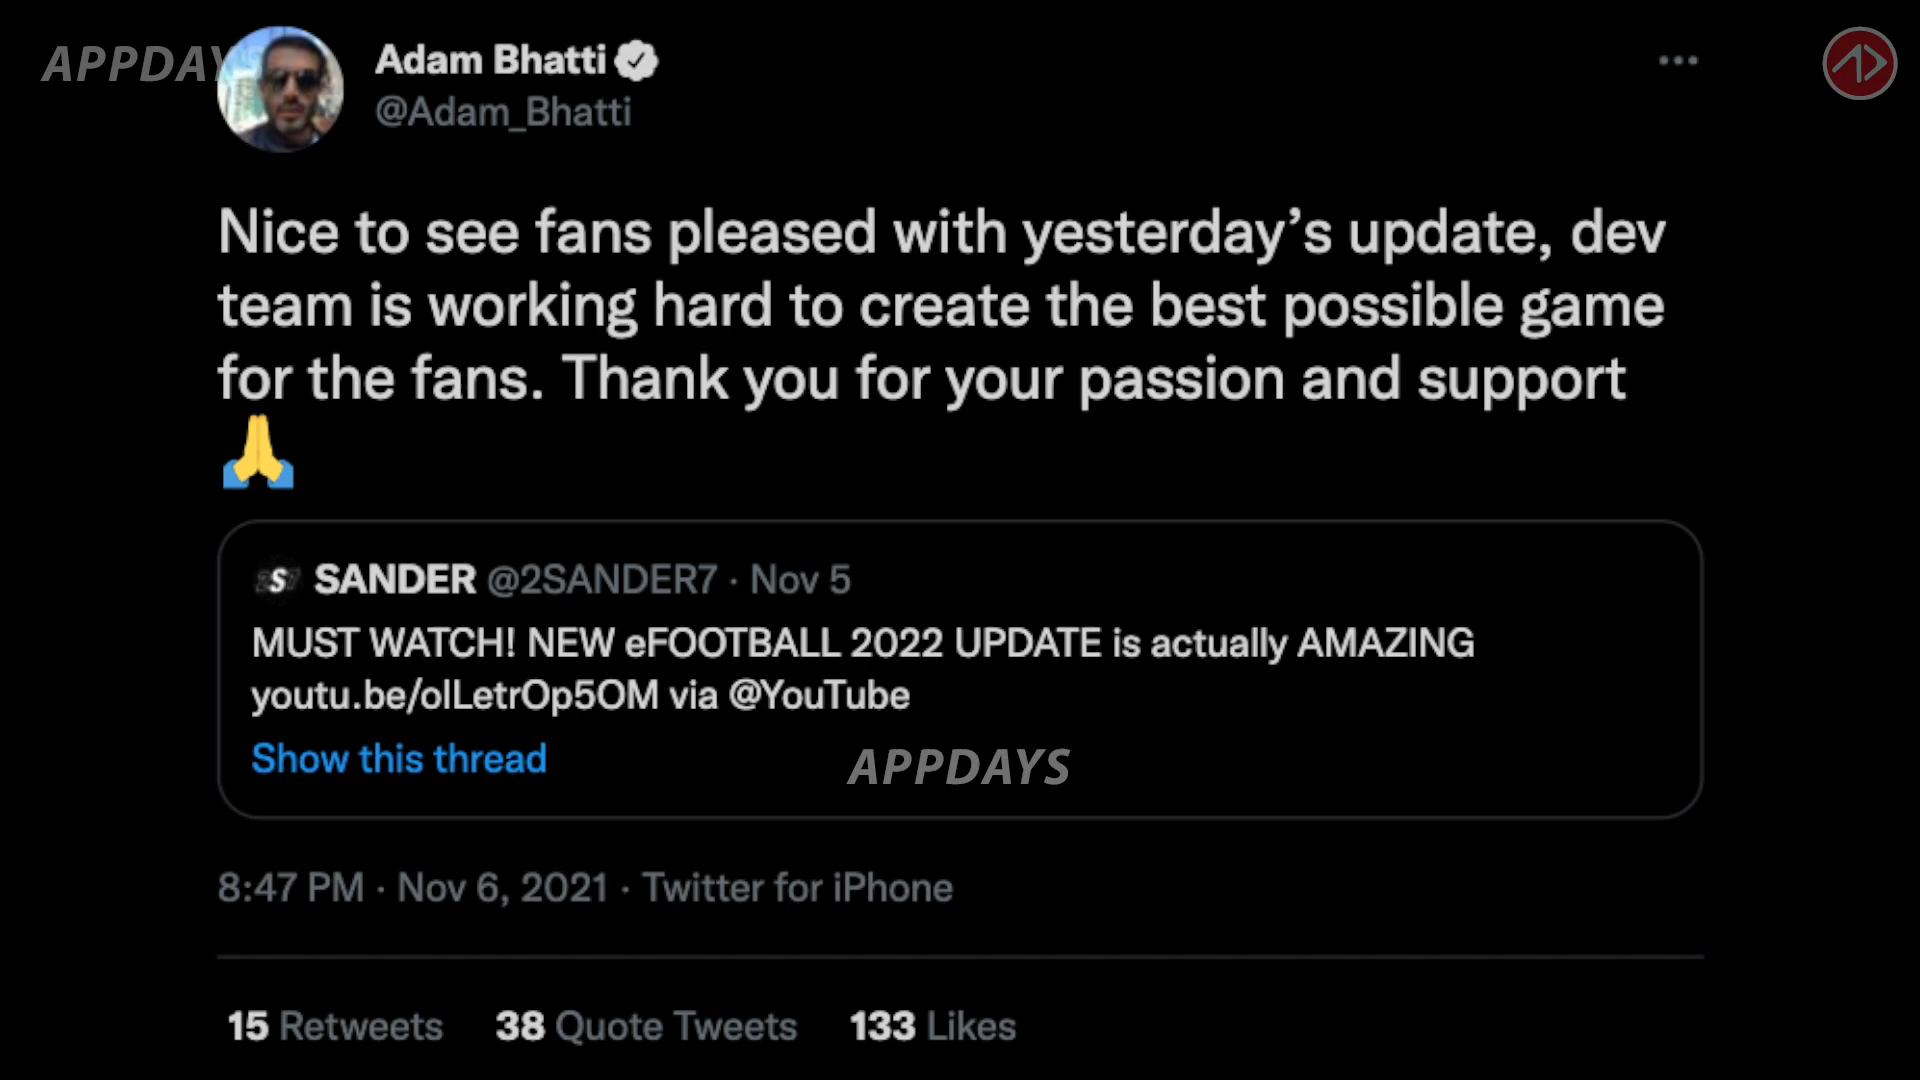 APPDAY
Adam Bhatti
@Adam_Bhatti
Nice to see fans pleased with yesterday’s update, dev
team is working hard to create the best possible game
for the fans. Thank you for your passion and support
🙏
2S7 SANDER @2SANDER7 · Nov 5
MUST WATCH! NEW eFOOTBALL 2022 UPDATE is actually AMAZING
youtu.be/olLetrOp5OM via @YouTube
Show this thread
APPDAYS
8:47 PM · Nov 6, 2021 · Twitter for iPhone
15 Retweets 38 Quote Tweets 133 Likes